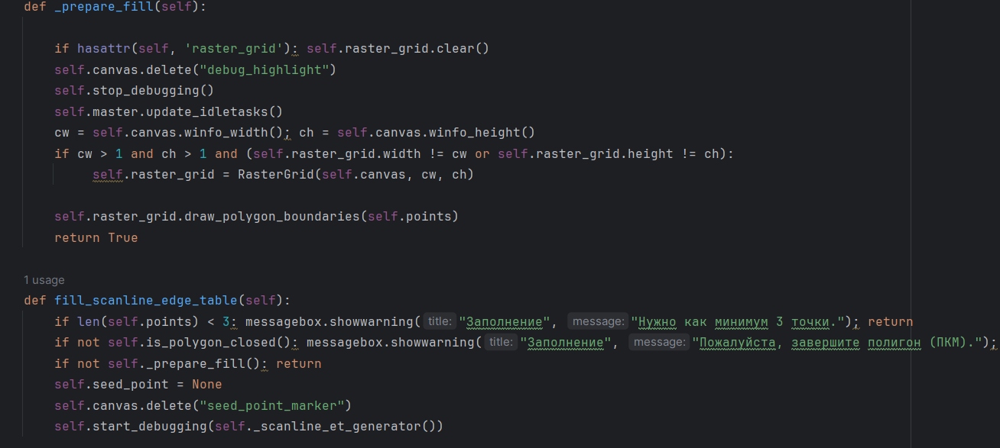 def _prepare_fill(self):
if hasattr(self, 'raster_grid'): self.raster_grid.clear()
self.canvas.delete("debug_highlight")
self.stop_debugging()
self.master.update_idletasks()
cw = self.canvas.winfo_width(); ch = self.canvas.winfo_height()
if cw > 1 and ch > 1 and (self.raster_grid.width != cw or self.raster_grid.height != ch):
self.raster_grid = RasterGrid(self.canvas, cw, ch)
self.raster_grid.draw_polygon_boundaries(self.points)
return True
1 usage
def fill_scanline_edge_table(self):
if len(self.points) < 3: messagebox.showwarning( title: "Заполнение", message: "Нужно как минимум 3 точки."); return
if not self.is_polygon_closed(): messagebox.showwarning( title: "Заполнение", message: "Пожалуйста, завершите полигон (ПКМ).");
if not self._prepare_fill(): return
self.seed_point = None
self.canvas.delete("seed_point_marker")
self.start_debugging(self._scanline_et_generator())